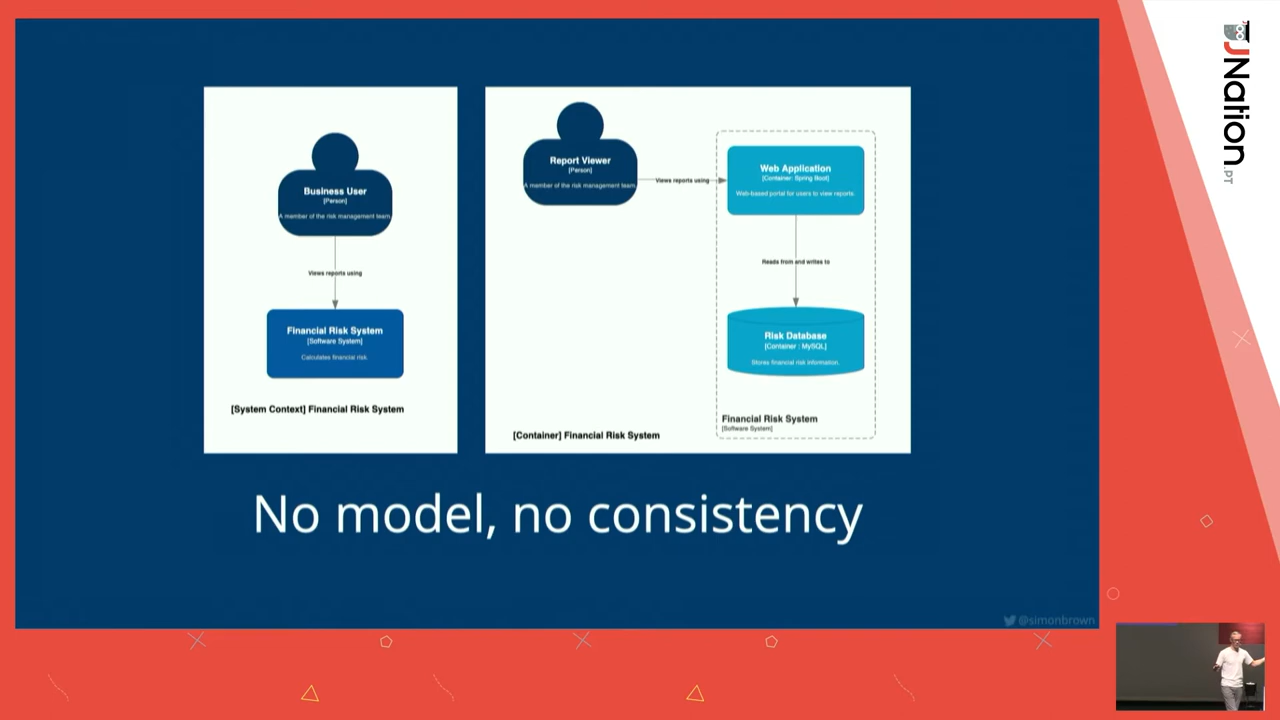 Business User
[Person]
A member of the risk management team.
Views reports using
Financial Risk System
[Software System]
Calculates financial risk.
[System Context] Financial Risk System
Report Viewer
[Person]
A member of the risk management team.
Views reports using
Web Application
[Container: Spring Boot]
Web-based portal for users to view reports.
Reads from and writes to
Risk Database
[Container : MySQL]
Stores financial risk information.
Financial Risk System
[Software System]
[Container] Financial Risk System
No model, no consistency
@simonbrown
JNation
.PT